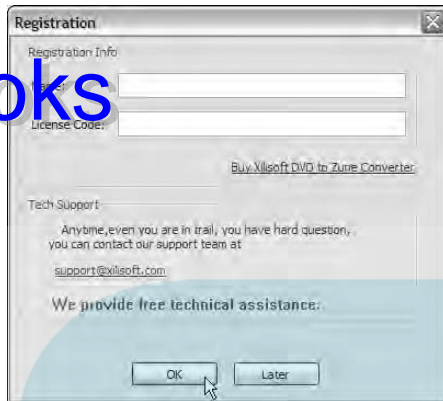 Registration
Registration Info
oks
Name:
License Code:
Buy Xilisoft DVD to Zune Converter
Tech Support
Anytime,even you are in trail, you have hard question,
you can contact our support team at
support@xilisoft.com
We provide free technical assistance.
OK
Later